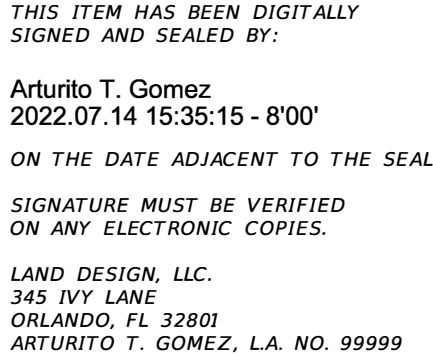 THIS ITEM HAS BEEN DIGITALLY
SIGNED AND SEALED BY:
Arturito T. Gomez
2022.07.14 15:35:15 - 8'00'
ON THE DATE ADJACENT TO THE SEAL
SIGNATURE MUST BE VERIFIED
ON ANY ELECTRONIC COPIES.
LAND DESIGN, LLC.
345 IVY LANE
ORLANDO, FL 32801
ARTURITO T. GOMEZ, L.A. NO. 99999